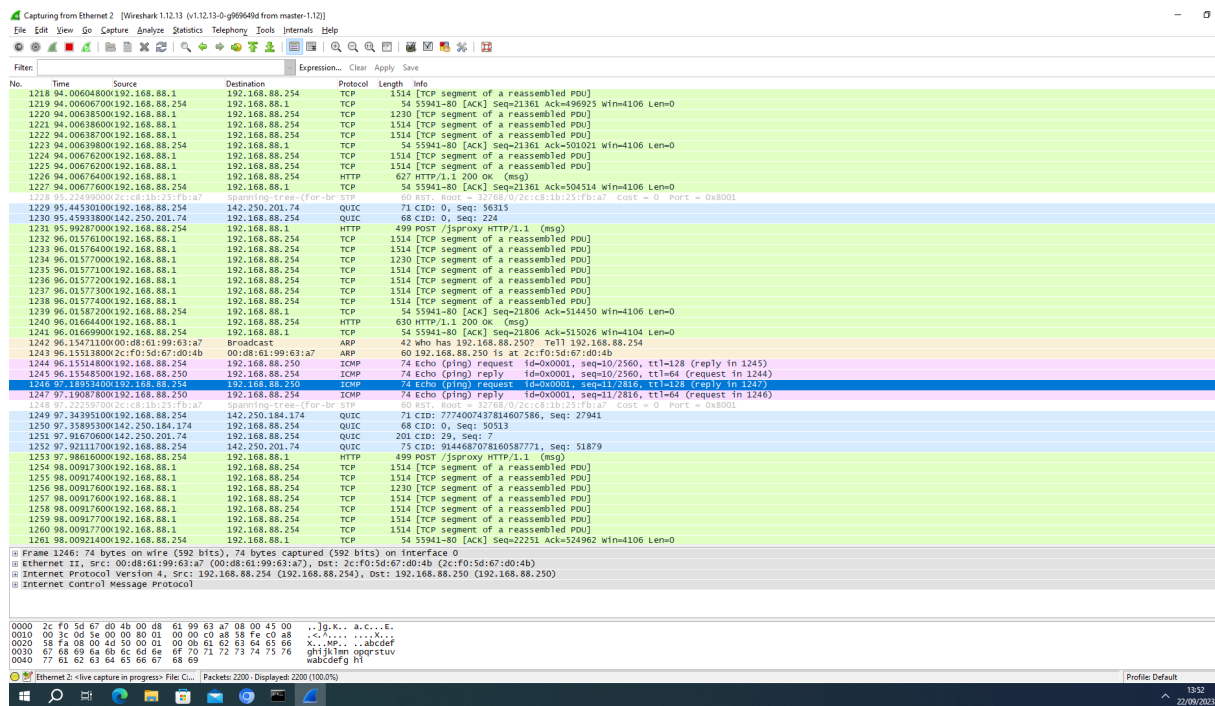 Capturing from Ethernet 2 [Wireshark 1.12.13 (v1.12.13-0-g969649d from master-1.12)]
File Edit View Go Capture Analyze Statistics Telephony Tools Internals Help
Filter: Expression... Clear Apply Save
No. Time Source Destination Protocol Length Info
1218 94.00604800(192.168.88.1 192.168.88.254 TCP 1514 [TCP segment of a reassembled PDU]
1219 94.00606700(192.168.88.254 192.168.88.1 TCP 54 55941→80 [ACK] Seq=21361 Ack=496925 Win=4106 Len=0
1220 94.00638500(192.168.88.1 192.168.88.254 TCP 1230 [TCP segment of a reassembled PDU]
1221 94.00638600(192.168.88.1 192.168.88.254 TCP 1514 [TCP segment of a reassembled PDU]
1222 94.00638700(192.168.88.1 192.168.88.254 TCP 1514 [TCP segment of a reassembled PDU]
1223 94.00639800(192.168.88.254 192.168.88.1 TCP 54 55941→80 [ACK] Seq=21361 Ack=501021 Win=4106 Len=0
1224 94.00676200(192.168.88.1 192.168.88.254 TCP 1514 [TCP segment of a reassembled PDU]
1225 94.00676200(192.168.88.1 192.168.88.254 TCP 1514 [TCP segment of a reassembled PDU]
1226 94.00676400(192.168.88.1 192.168.88.254 HTTP 627 HTTP/1.1 200 OK (msg)
1227 94.00677600(192.168.88.254 192.168.88.1 TCP 54 55941→80 [ACK] Seq=21361 Ack=504514 Win=4106 Len=0
1228 95.22499000(2c:c8:1b:25:fb:a7 Spanning-tree-(for-br STP 60 RST. Root = 32768/0/2c:c8:1b:25:fb:a7 Cost = 0 Port = 0x8001
1229 95.44530100(192.168.88.254 142.250.201.74 QUIC 71 CID: 0, Seq: 56315
1230 95.45933800(142.250.201.74 192.168.88.254 QUIC 68 CID: 0, Seq: 224
1231 95.99287000(192.168.88.254 192.168.88.1 HTTP 499 POST /jsproxy HTTP/1.1 (msg)
1232 96.01576100(192.168.88.1 192.168.88.254 TCP 1514 [TCP segment of a reassembled PDU]
1233 96.01576400(192.168.88.1 192.168.88.254 TCP 1514 [TCP segment of a reassembled PDU]
1234 96.01577000(192.168.88.1 192.168.88.254 TCP 1230 [TCP segment of a reassembled PDU]
1235 96.01577100(192.168.88.1 192.168.88.254 TCP 1514 [TCP segment of a reassembled PDU]
1236 96.01577200(192.168.88.1 192.168.88.254 TCP 1514 [TCP segment of a reassembled PDU]
1237 96.01577300(192.168.88.1 192.168.88.254 TCP 1514 [TCP segment of a reassembled PDU]
1238 96.01577400(192.168.88.1 192.168.88.254 TCP 1514 [TCP segment of a reassembled PDU]
1239 96.01587200(192.168.88.254 192.168.88.1 TCP 54 55941→80 [ACK] Seq=21806 Ack=514450 Win=4106 Len=0
1240 96.01664400(192.168.88.1 192.168.88.254 HTTP 630 HTTP/1.1 200 OK (msg)
1241 96.01669900(192.168.88.254 192.168.88.1 TCP 54 55941→80 [ACK] Seq=21806 Ack=515026 Win=4104 Len=0
1242 96.15471100(00:d8:61:99:63:a7 Broadcast ARP 42 Who has 192.168.88.250? Tell 192.168.88.254
1243 96.15513800(2c:f0:5d:67:d0:4b 00:d8:61:99:63:a7 ARP 60 192.168.88.250 is at 2c:f0:5d:67:d0:4b
1244 96.15514800(192.168.88.254 192.168.88.250 ICMP 74 Echo (ping) request id=0x0001, seq=10/2560, ttl=128 (reply in 1245)
1245 96.15548500(192.168.88.250 192.168.88.254 ICMP 74 Echo (ping) reply id=0x0001, seq=10/2560, ttl=64 (request in 1244)
1246 97.18953400(192.168.88.254 192.168.88.250 ICMP 74 Echo (ping) request id=0x0001, seq=11/2816, ttl=128 (reply in 1247)
1247 97.19087800(192.168.88.250 192.168.88.254 ICMP 74 Echo (ping) reply id=0x0001, seq=11/2816, ttl=64 (request in 1246)
1248 97.22259700(2c:c8:1b:25:fb:a7 Spanning-tree-(for-br STP 60 RST. Root = 32768/0/2c:c8:1b:25:fb:a7 Cost = 0 Port = 0x8001
1249 97.34395100(192.168.88.254 142.250.184.174 QUIC 71 CID: 7774007437814607586, Seq: 27941
1250 97.35895300(142.250.184.174 192.168.88.254 QUIC 68 CID: 0, Seq: 50513
1251 97.91670600(192.168.88.254 142.250.201.74 QUIC 201 CID: 29, Seq: 7
1252 97.92111700(192.168.88.254 142.250.201.74 QUIC 75 CID: 9144687078160587771, Seq: 51879
1253 97.98616000(192.168.88.254 192.168.88.1 HTTP 499 POST /jsproxy HTTP/1.1 (msg)
1254 98.00917300(192.168.88.1 192.168.88.254 TCP 1514 [TCP segment of a reassembled PDU]
1255 98.00917400(192.168.88.1 192.168.88.254 TCP 1514 [TCP segment of a reassembled PDU]
1256 98.00917600(192.168.88.1 192.168.88.254 TCP 1230 [TCP segment of a reassembled PDU]
1257 98.00917600(192.168.88.1 192.168.88.254 TCP 1514 [TCP segment of a reassembled PDU]
1258 98.00917600(192.168.88.1 192.168.88.254 TCP 1514 [TCP segment of a reassembled PDU]
1259 98.00917700(192.168.88.1 192.168.88.254 TCP 1514 [TCP segment of a reassembled PDU]
1260 98.00917700(192.168.88.1 192.168.88.254 TCP 1514 [TCP segment of a reassembled PDU]
1261 98.00921400(192.168.88.254 192.168.88.1 TCP 54 55941→80 [ACK] Seq=22251 Ack=524962 Win=4106 Len=0
Frame 1246: 74 bytes on wire (592 bits), 74 bytes captured (592 bits) on interface 0
Ethernet II, Src: 00:d8:61:99:63:a7 (00:d8:61:99:63:a7), Dst: 2c:f0:5d:67:d0:4b (2c:f0:5d:67:d0:4b)
Internet Protocol Version 4, Src: 192.168.88.254 (192.168.88.254), Dst: 192.168.88.250 (192.168.88.250)
Internet Control Message Protocol
0000 2c f0 5d 67 d0 4b 00 d8 61 99 63 a7 08 00 45 00 ,.]g.K.. a.c...E.
0010 00 3c 0d 5e 00 00 80 01 00 00 c0 a8 58 fe c0 a8 .<.^.... ....X...
0020 58 fa 08 00 4d 50 00 01 00 0b 61 62 63 64 65 66 X...MP.. ..abcdef
0030 67 68 69 6a 6b 6c 6d 6e 6f 70 71 72 73 74 75 76 ghijklmn opqrstuv
0040 77 61 62 63 64 65 66 67 68 69 wabcdefg hi
Ethernet 2: <live capture in progress> File: C:... Packets: 2200 · Displayed: 2200 (100.0%) Profile: Default
13:52
22/09/2023